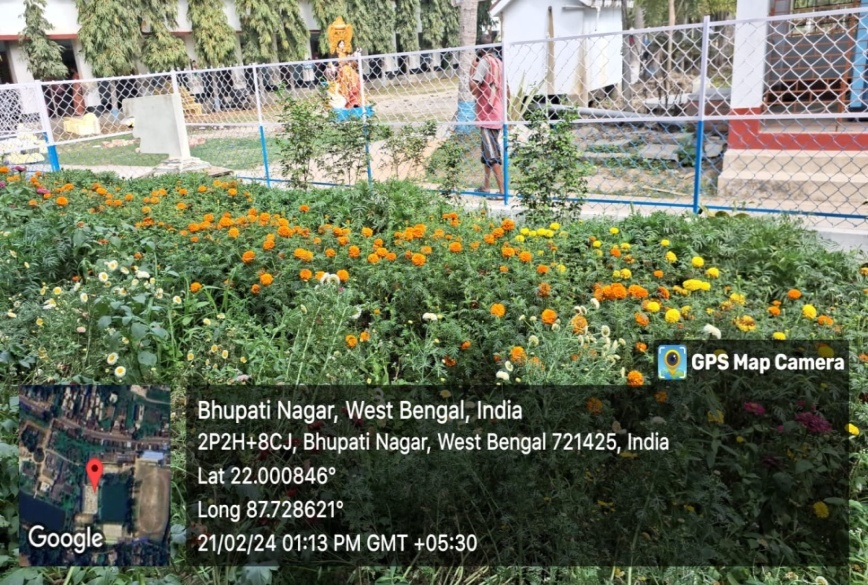 GPS Map Camera
Bhupati Nagar, West Bengal, India
2P2H+8CJ, Bhupati Nagar, West Bengal 721425, India
Lat 22.000846°
Long 87.728621°
21/02/24 01:13 PM GMT +05:30
Google